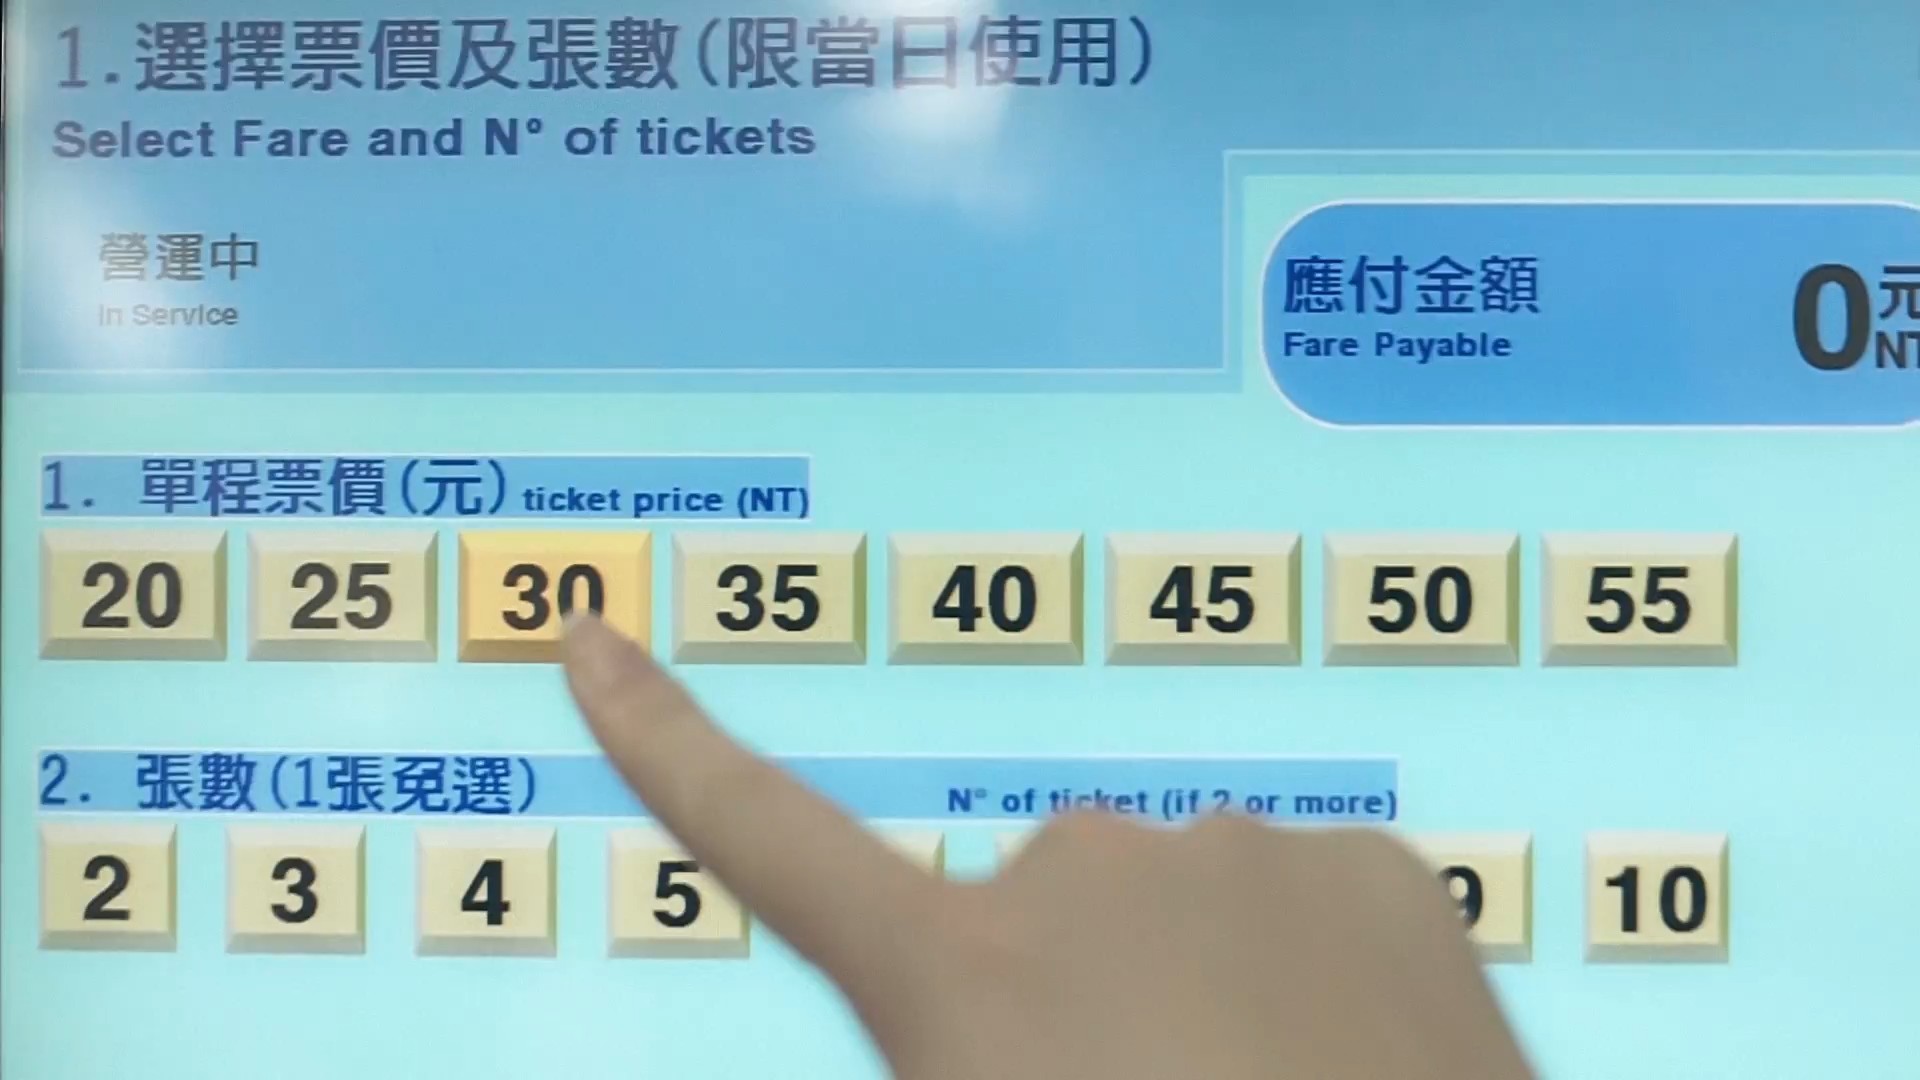 1.選擇票價及張數(限當日使用)
Select Fare and N° of tickets
營運中
In Service
應付金額
Fare Payable
0元
NT
1. 單程票價(元) ticket price (NT)
20 25 30 35 40 45 50 55
2. 張數(1張免選) N° of ticket (if 2 or more)
2 3 4 5 9 10